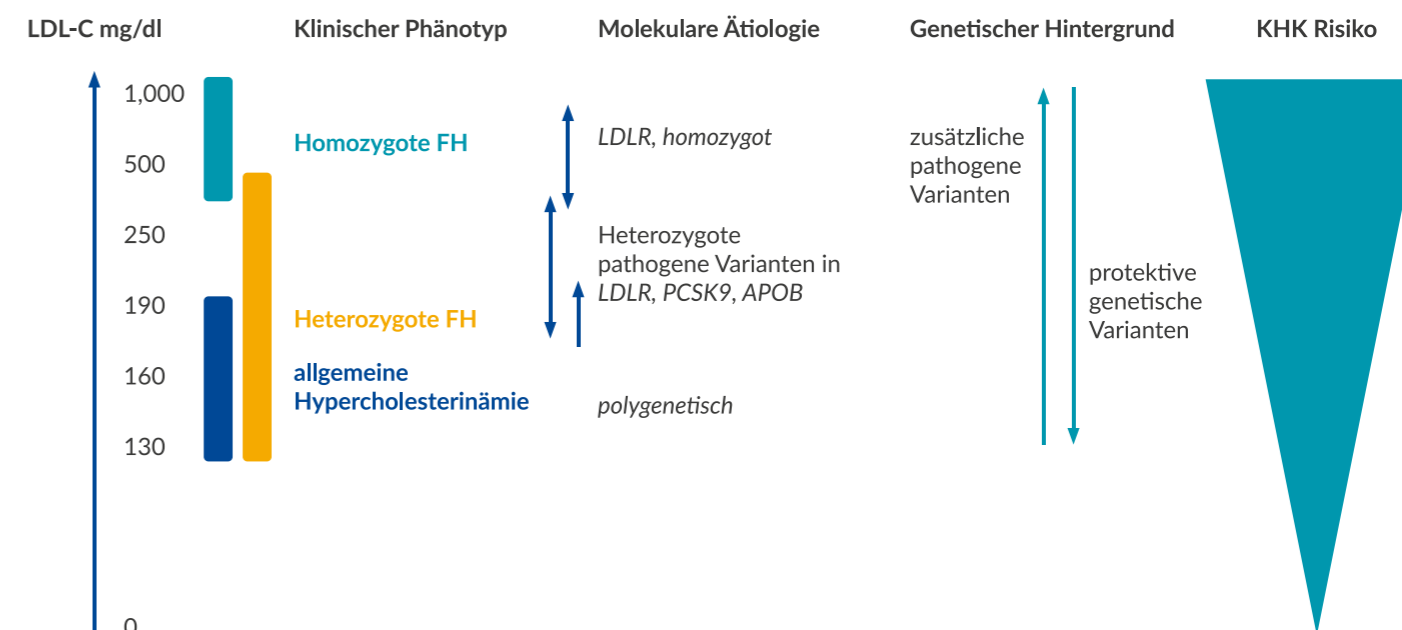 LDL-C mg/dl
Klinischer Phänotyp
Molekulare Ätiologie
Genetischer Hintergrund
KHK Risiko
1,000
500
250
190
160
130
0
Homozygote FH
Heterozygote FH
allgemeine
Hypercholesterinämie
LDLR, homozygot
Heterozygote
pathogene Varianten in
LDLR, PCSK9, APOB
polygenetisch
zusätzliche
pathogene
Varianten
protektive
genetische
Varianten